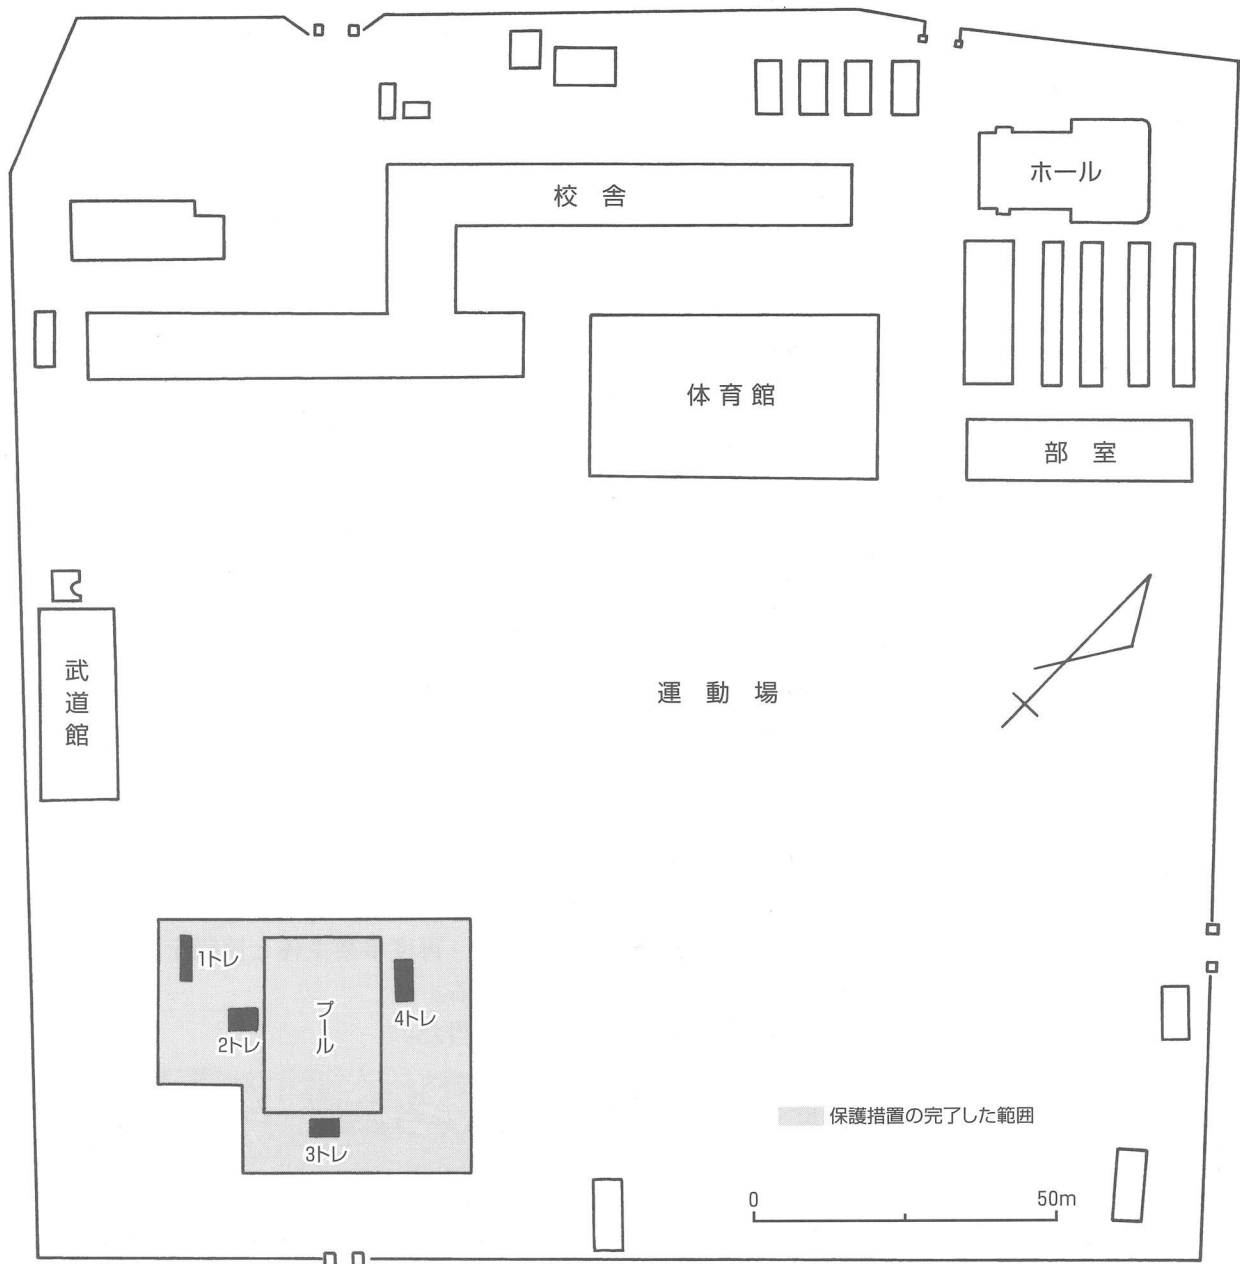 ホール
校舎
体育館
部室
武道館
運動場
1トレ
2トレ
プール
4トレ
3トレ
保護措置の完了した範囲
0 50m